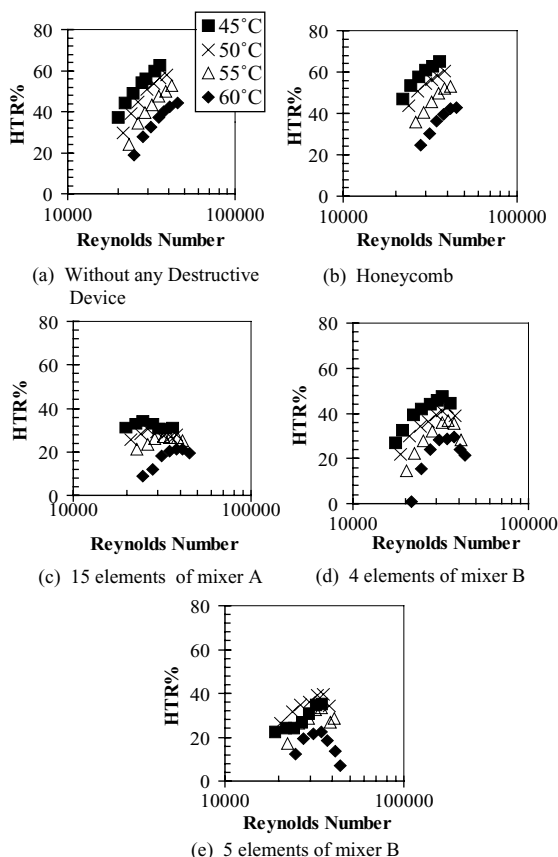 80
60
40
20
0
HTR%
10000 100000
Reynolds Number
45°C
50°C
55°C
60°C
(a) Without any Destructive
Device
80
60
40
20
0
HTR%
10000 100000
Reynolds Number
(b) Honeycomb
80
60
40
20
0
HTR%
10000 100000
Reynolds Number
(c) 15 elements of mixer A
80
60
40
20
0
HTR%
10000 100000
Reynolds Number
(d) 4 elements of mixer B
80
60
40
20
0
HTR%
10000 100000
Reynolds Number
(e) 5 elements of mixer B